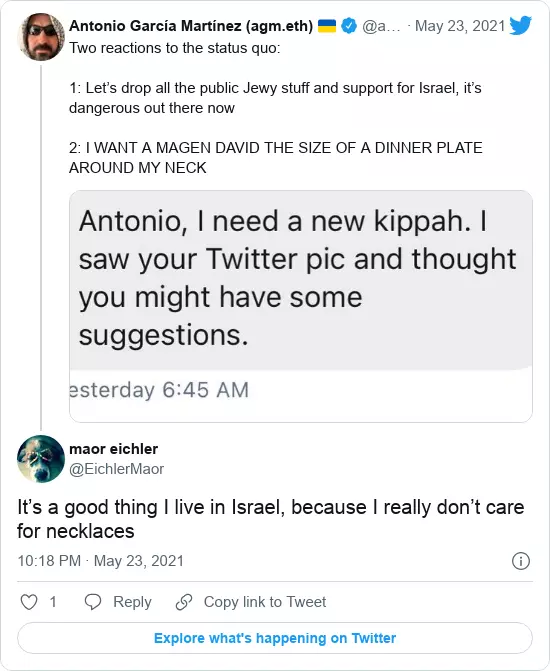 Antonio García Martínez (agm.eth) 🇺🇦 @a... · May 23, 2021
Two reactions to the status quo:
1: Let’s drop all the public Jewy stuff and support for Israel, it’s
dangerous out there now
2: I WANT A MAGEN DAVID THE SIZE OF A DINNER PLATE
AROUND MY NECK
Antonio, I need a new kippah. I
saw your Twitter pic and thought
you might have some
suggestions.
esterday 6:45 AM
maor eichler
@EichlerMaor
It’s a good thing I live in Israel, because I really don’t care
for necklaces
10:18 PM · May 23, 2021
1 Reply Copy link to Tweet
Explore what's happening on Twitter